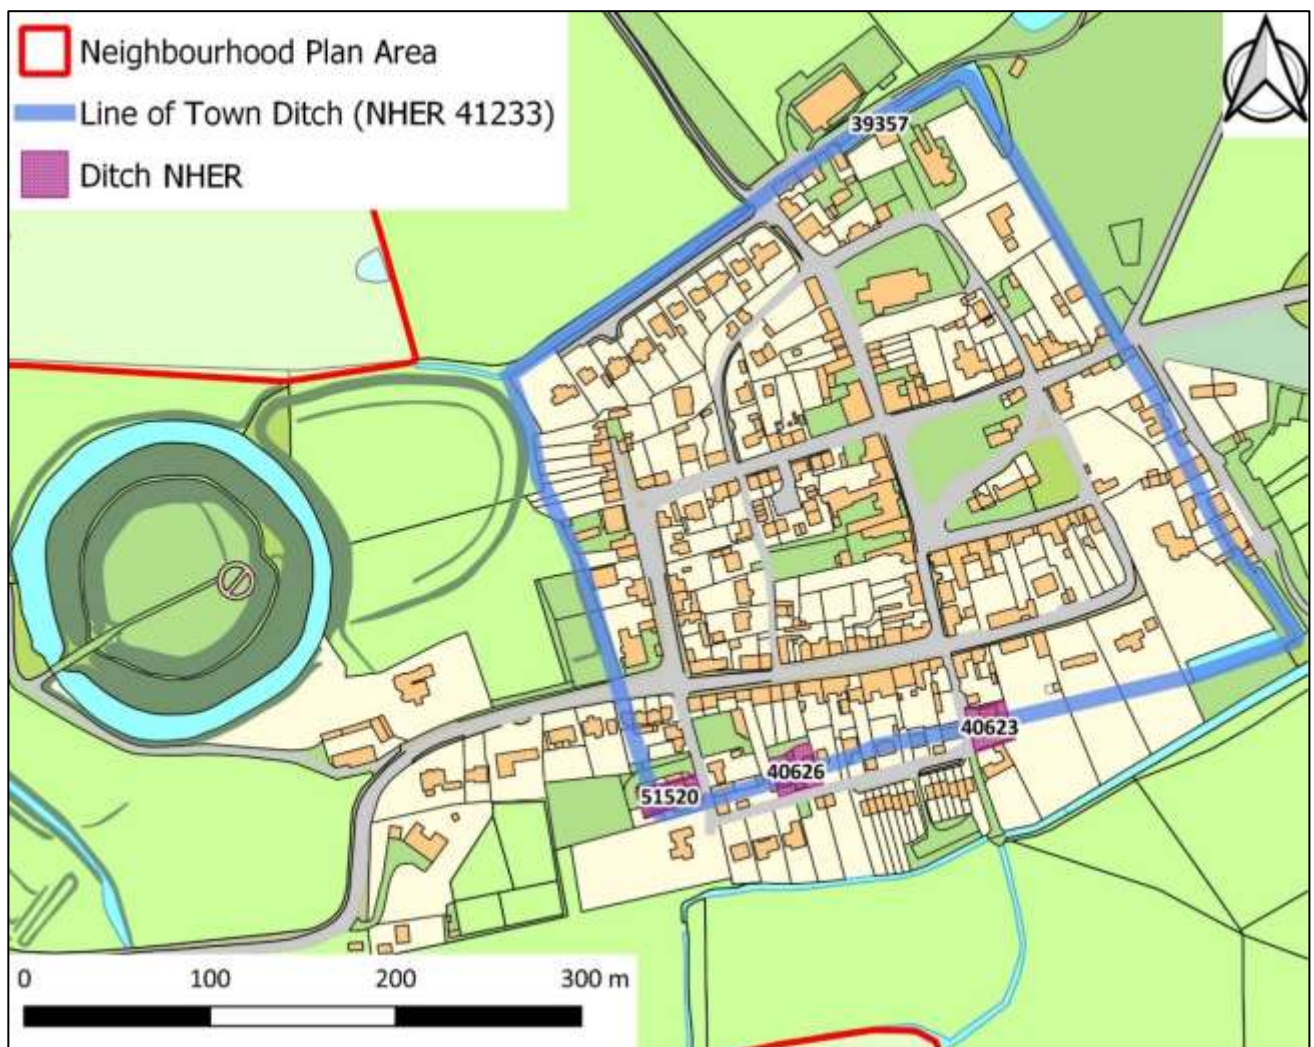 Neighbourhood Plan Area
Line of Town Ditch (NHER 41233)
Ditch NHER
39357
40623
40626
51520
0 100 200 300 m